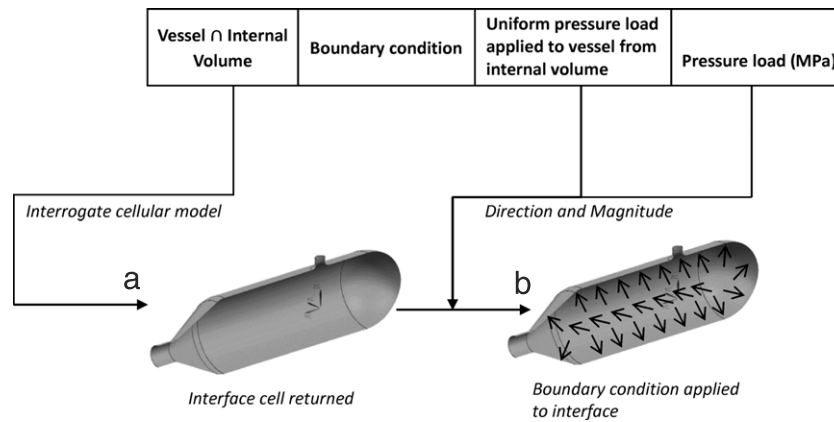 Vessel ∩ Internal
Volume
Boundary condition
Uniform pressure load
applied to vessel from
internal volume
Pressure load (MPa)
Interrogate cellular model
Direction and Magnitude
a
b
Interface cell returned
Boundary condition applied
to interface